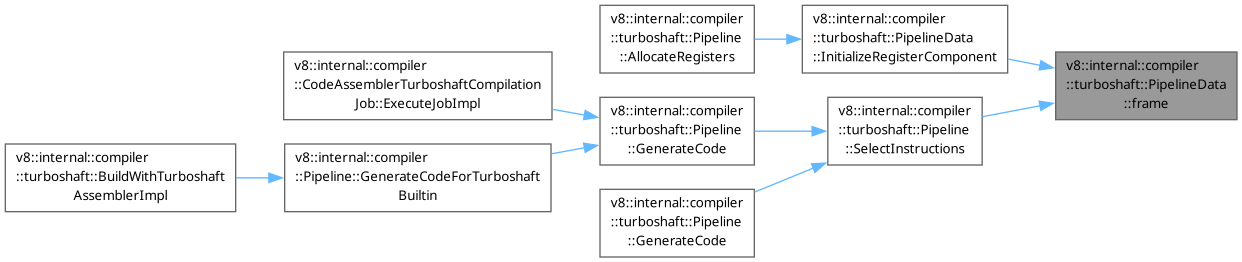 v8::internal::compiler
::turboshaft::Pipeline
::AllocateRegisters
v8::internal::compiler
::turboshaft::PipelineData
::InitializeRegisterComponent
v8::internal::compiler
::CodeAssemblerTurboshaftCompilation
Job::ExecuteJobImpl
v8::internal::compiler
::turboshaft::PipelineData
::frame
v8::internal::compiler
::turboshaft::Pipeline
::GenerateCode
v8::internal::compiler
::turboshaft::Pipeline
::SelectInstructions
v8::internal::compiler
::turboshaft::BuildWithTurboshaft
AssemblerImpl
v8::internal::compiler
::Pipeline::GenerateCodeForTurboshaft
Builtin
v8::internal::compiler
::turboshaft::Pipeline
::GenerateCode